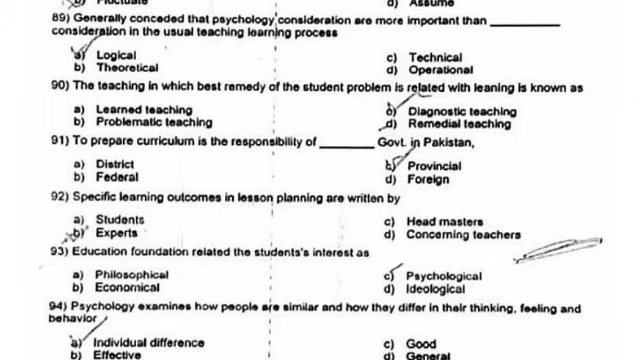 b) Fluctuate d) Assume
89) Generally conceded that psychology consideration are more important than ___________
consideration in the usual teaching learning process
a) Logical c) Technical
b) Theoretical d) Operational
90) The teaching in which best remedy of the student problem is related with leaning is known as
a) Learned teaching c) Diagnostic teaching
b) Problematic teaching d) Remedial teaching
91) To prepare curriculum is the responsibility of ________ Govt. in Pakistan,
a) District c) Provincial
b) Federal d) Foreign
92) Specific learning outcomes in lesson planning are written by
a) Students c) Head masters
b) Experts d) Concerning teachers
93) Education foundation related the students's interest as
a) Philosophical c) Psychological
b) Economical d) Ideological
94) Psychology examines how people are similar and how they differ in their thinking, feeling and
behavior
a) Individual difference c) Good
b) Effective d) General